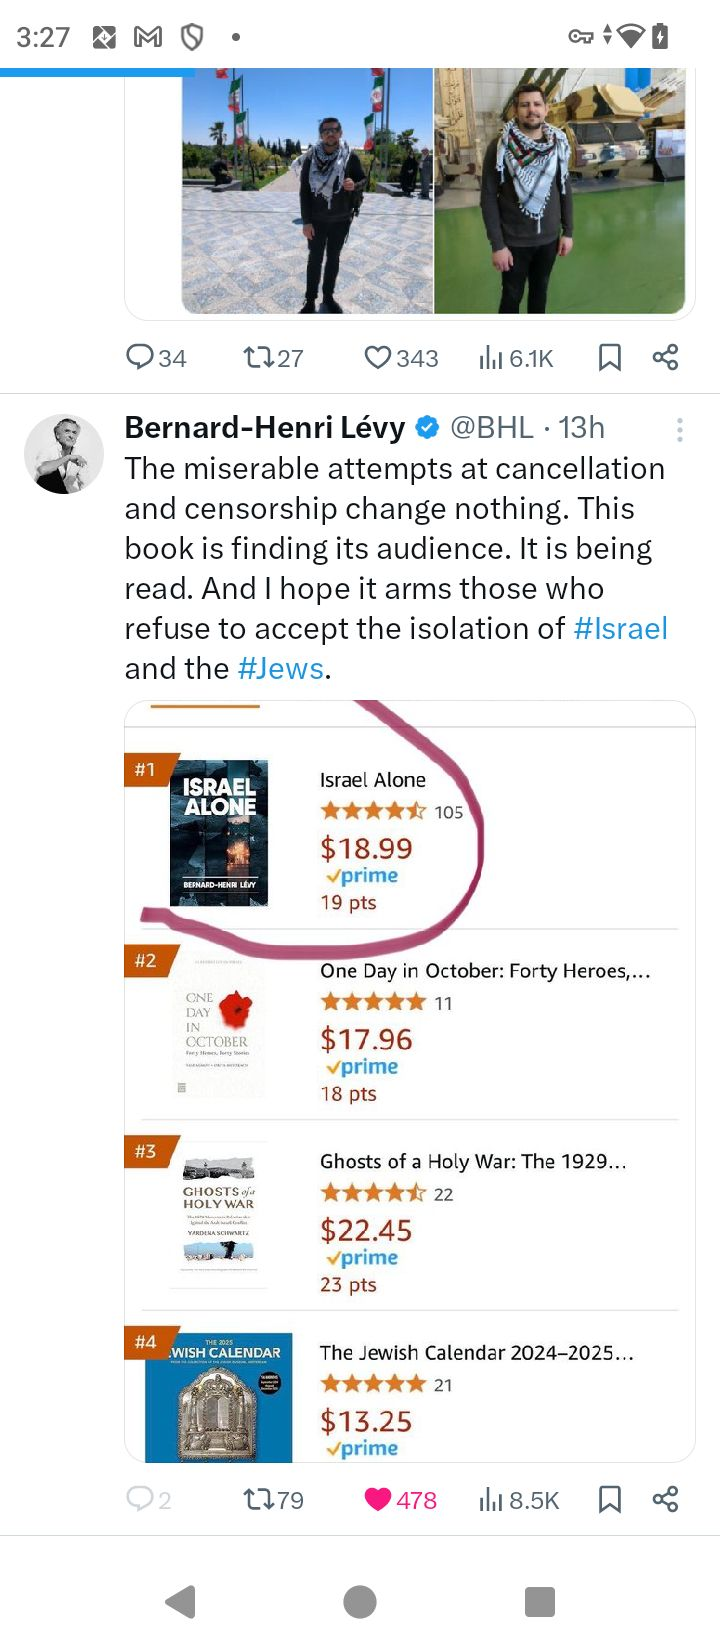 3:27
34 27 343 6.1K
Bernard-Henri Lévy @BHL · 13h
The miserable attempts at cancellation
and censorship change nothing. This
book is finding its audience. It is being
read. And I hope it arms those who
refuse to accept the isolation of #Israel
and the #Jews.
#1
ISRAEL
ALONE
BERNARD-HENRI LÉVY
Israel Alone
105
$18.99
prime
19 pts
#2
ONE
DAY
IN
OCTOBER
Forty Heroes, Forty Stories
One Day in October: Forty Heroes,...
11
$17.96
prime
18 pts
#3
GHOSTS of a
HOLY WAR
YARDENA SCHWARTZ
Ghosts of a Holy War: The 1929...
22
$22.45
prime
23 pts
#4
THE 2025
WISH CALENDAR
The Jewish Calendar 2024–2025...
21
$13.25
prime
2 79 478 8.5K